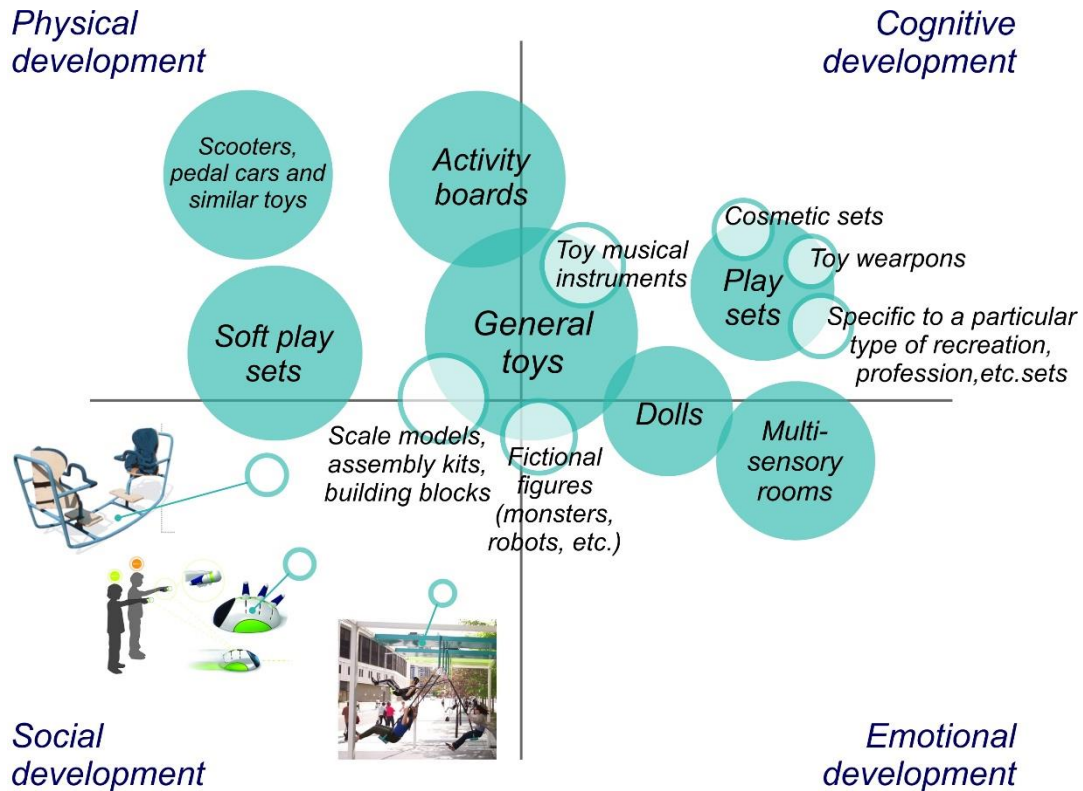 Physical
development
Cognitive
development
Scooters,
pedal cars and
similar toys
Activity
boards
Cosmetic sets
Toy musical
instruments
Toy wearpons
Play
sets
Specific to a particular
type of recreation,
profession,etc.sets
General
toys
Soft play
sets
Dolls
Multi-
sensory
rooms
Scale models,
assembly kits,
building blocks
Fictional
figures
(monsters,
robots, etc.)
Social
development
Emotional
development